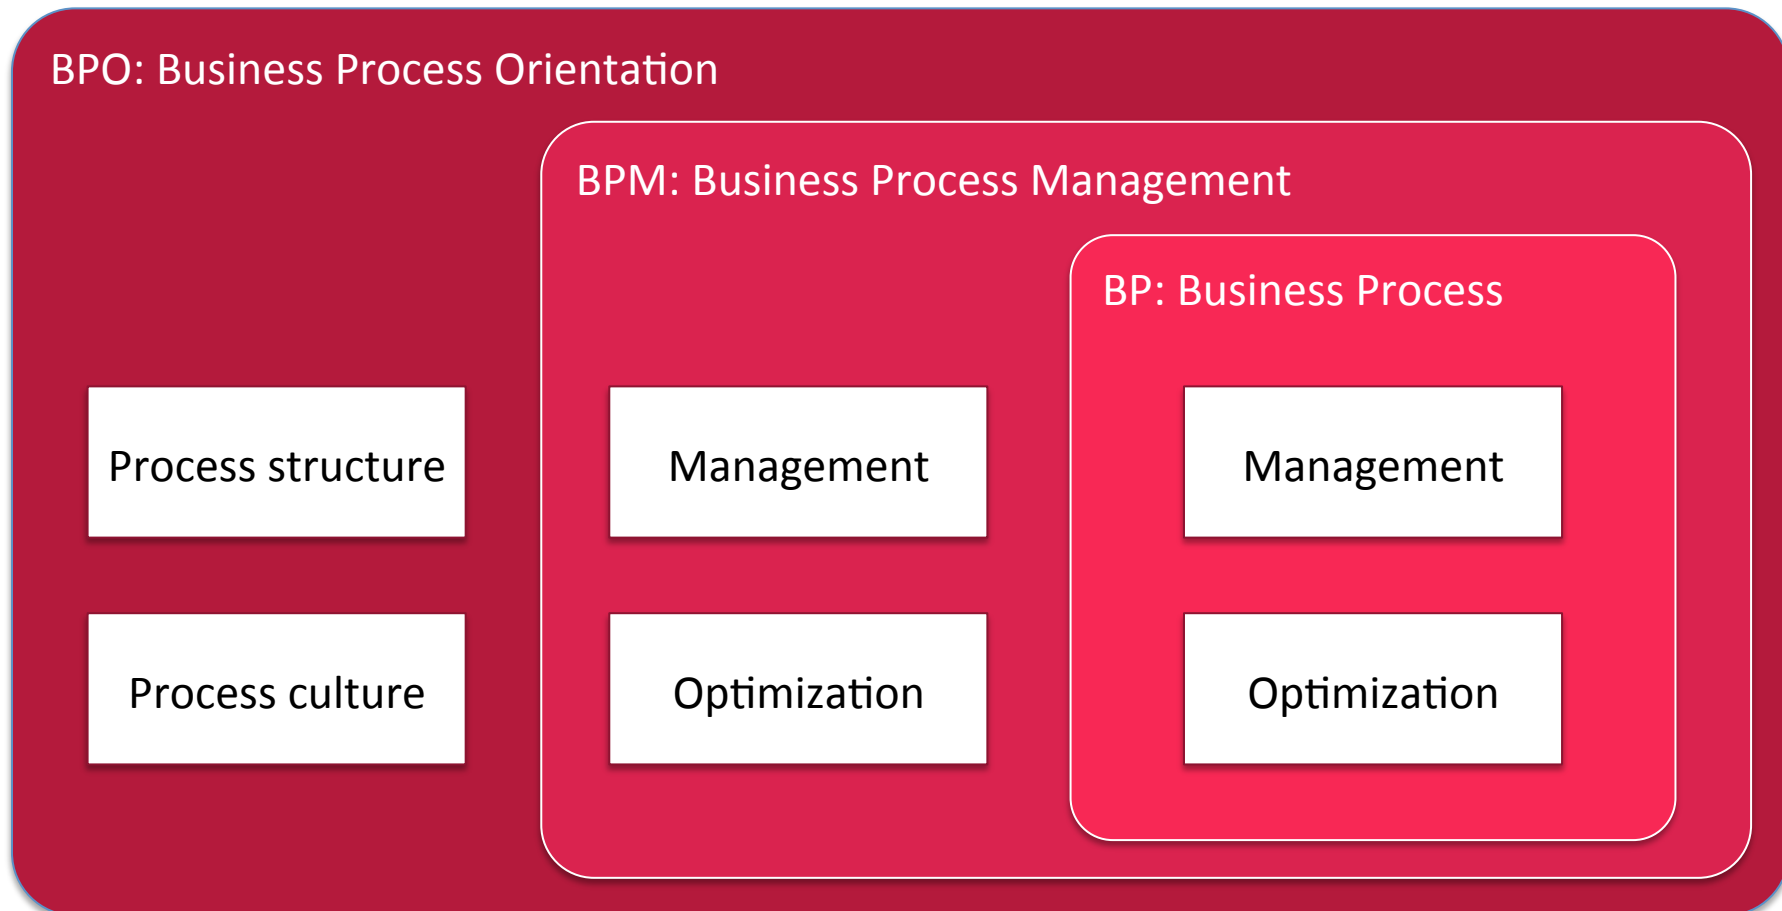 BPO: Business Process Orientation
BPM: Business Process Management
BP: Business Process
Process structure
Management
Management
Process culture
Optimization
Optimization